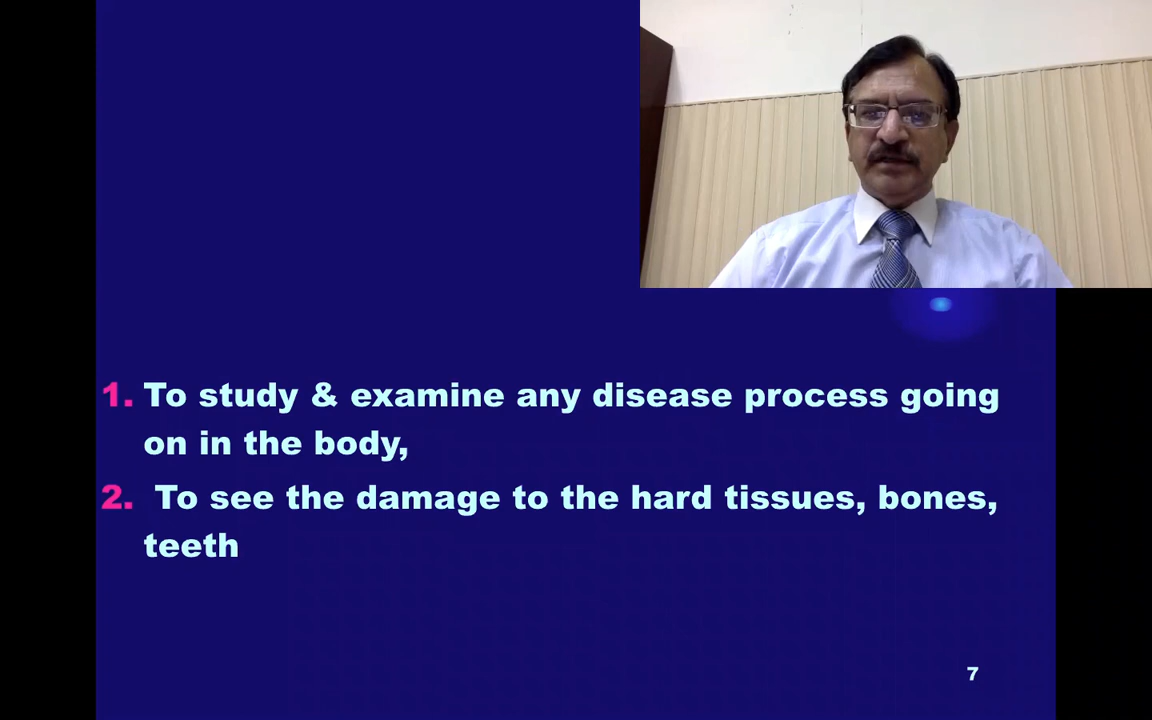 1. To study & examine any disease process going
on in the body,
2. To see the damage to the hard tissues, bones,
teeth
7